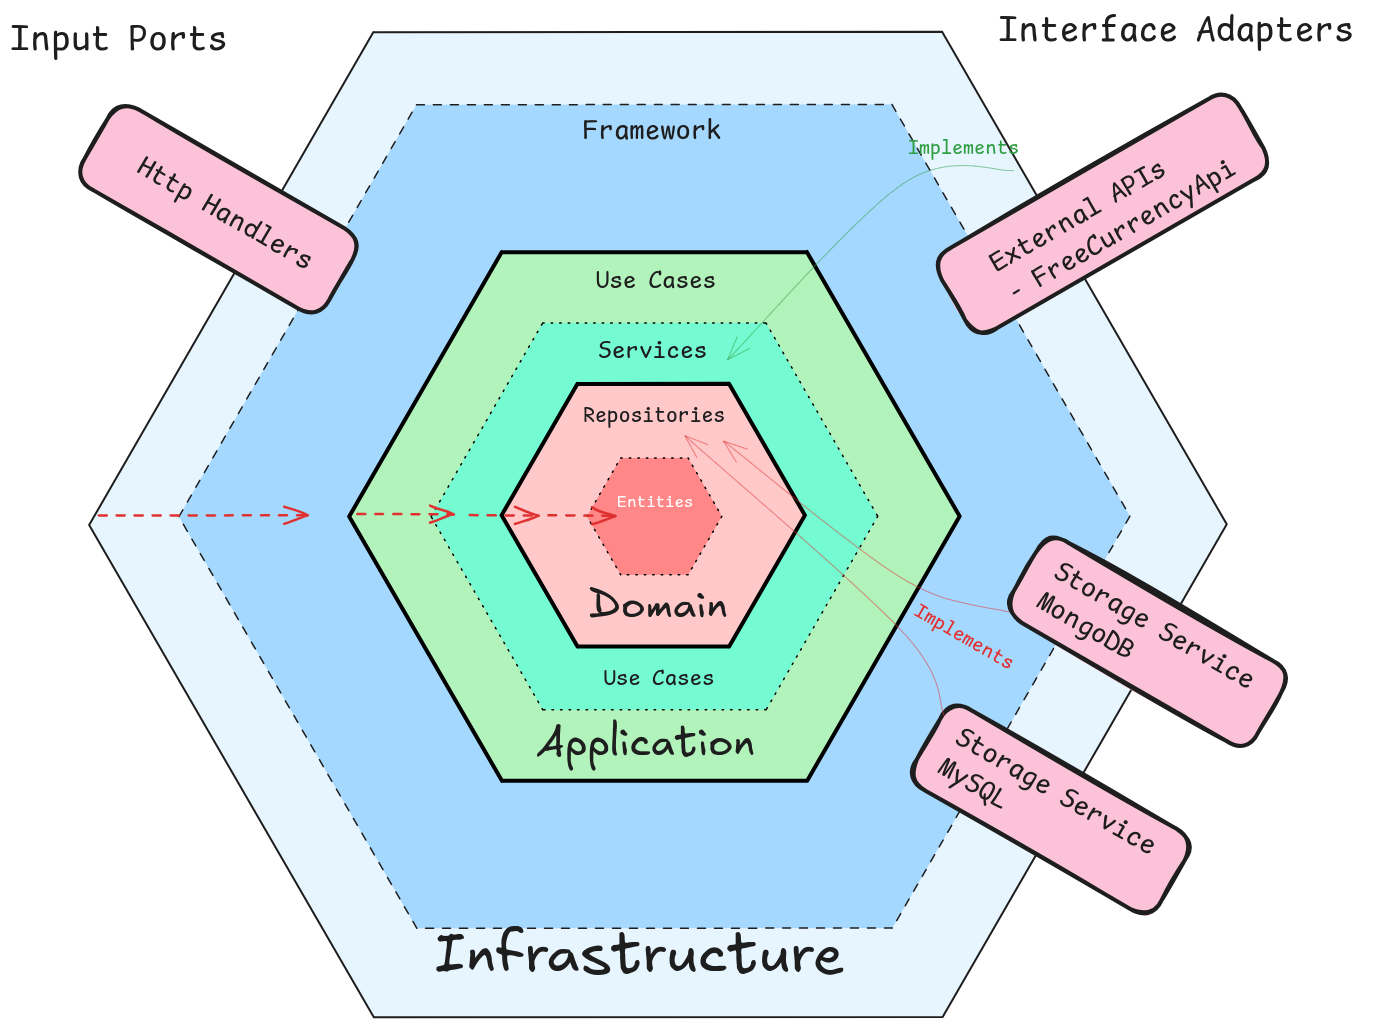 Input Ports
Interface Adapters
Http Handlers
Framework
Implements
External APIs
- FreeCurrencyApi
Use Cases
Services
Repositories
Entities
Domain
Use Cases
Application
Implements
Storage Service
MongoDB
Storage Service
MySQL
Infrastructure